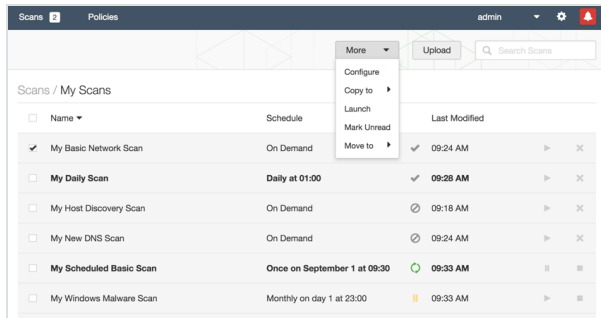 Scans 2 Policies admin
More Upload Search Scans
Configure
Copy to
Launch
Mark Unread
Move to
Scans / My Scans
Name Schedule Last Modified
My Basic Network Scan On Demand 09:24 AM
My Daily Scan Daily at 01:00 09:28 AM
My Host Discovery Scan On Demand 09:18 AM
My New DNS Scan On Demand 09:24 AM
My Scheduled Basic Scan Once on September 1 at 09:30 09:33 AM
My Windows Malware Scan Monthly on day 1 at 23:00 09:33 AM